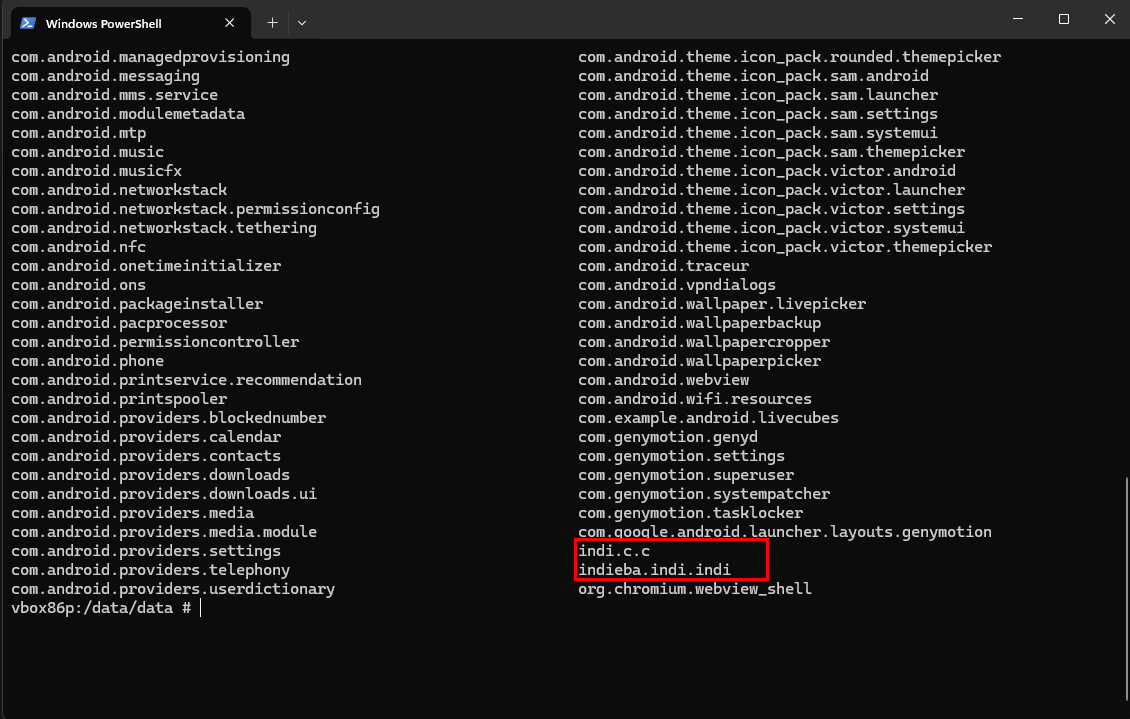 Windows PowerShell
com.android.managedprovisioning com.android.theme.icon_pack.rounded.themepicker
com.android.messaging com.android.theme.icon_pack.sam.android
com.android.mms.service com.android.theme.icon_pack.sam.launcher
com.android.modulemetadata com.android.theme.icon_pack.sam.settings
com.android.mtp com.android.theme.icon_pack.sam.systemui
com.android.music com.android.theme.icon_pack.sam.themepicker
com.android.musicfx com.android.theme.icon_pack.victor.android
com.android.networkstack com.android.theme.icon_pack.victor.launcher
com.android.networkstack.permissionconfig com.android.theme.icon_pack.victor.settings
com.android.networkstack.tethering com.android.theme.icon_pack.victor.systemui
com.android.nfc com.android.theme.icon_pack.victor.themepicker
com.android.onetimeinitializer com.android.traceur
com.android.ons com.android.vpndialogs
com.android.packageinstaller com.android.wallpaper.livepicker
com.android.pacprocessor com.android.wallpaperbackup
com.android.permissioncontroller com.android.wallpapercropper
com.android.phone com.android.wallpaperpicker
com.android.printservice.recommendation com.android.webview
com.android.printspooler com.android.wifi.resources
com.android.providers.blockednumber com.example.android.livecubes
com.android.providers.calendar com.genymotion.genyd
com.android.providers.contacts com.genymotion.settings
com.android.providers.downloads com.genymotion.superuser
com.android.providers.downloads.ui com.genymotion.systempatcher
com.android.providers.media com.genymotion.tasklocker
com.android.providers.media.module com.google.android.launcher.layouts.genymotion
com.android.providers.settings indi.c.c
com.android.providers.telephony indieba.indi.indi
com.android.providers.userdictionary org.chromium.webview_shell
vbox86p:/data/data #